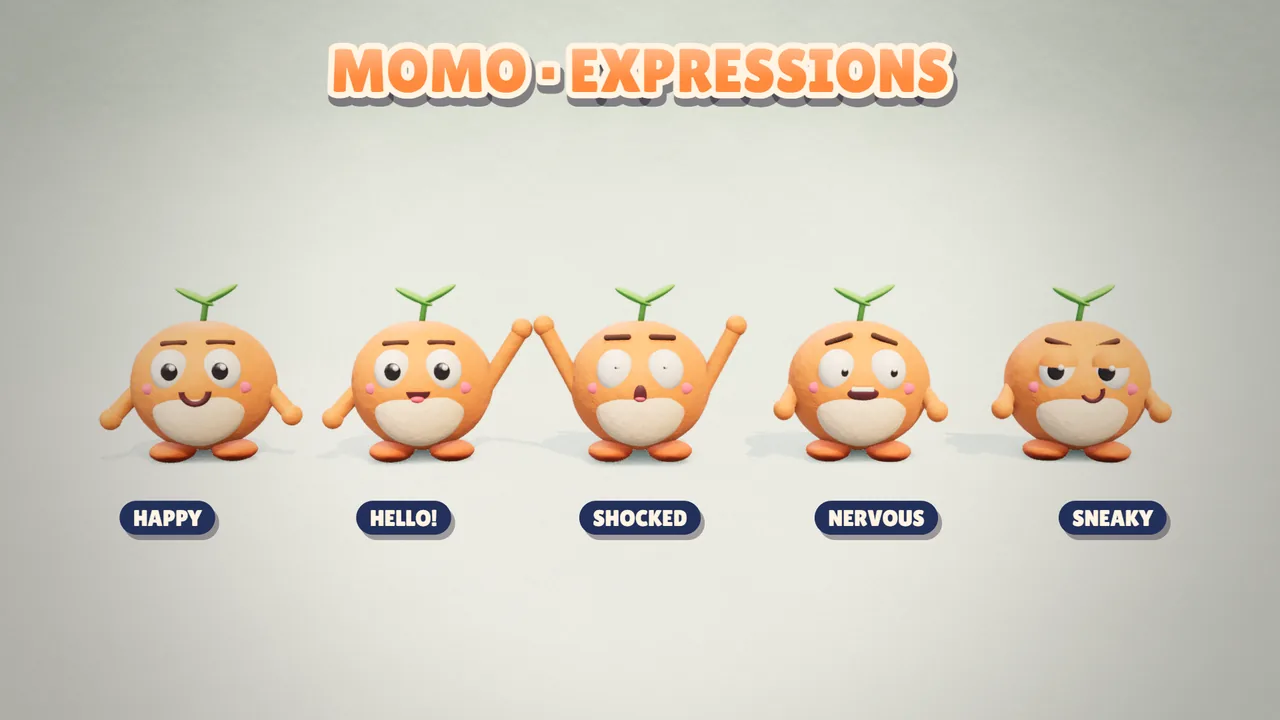 MOMO · EXPRESSIONS
HAPPY
HELLO!
SHOCKED
NERVOUS
SNEAKY